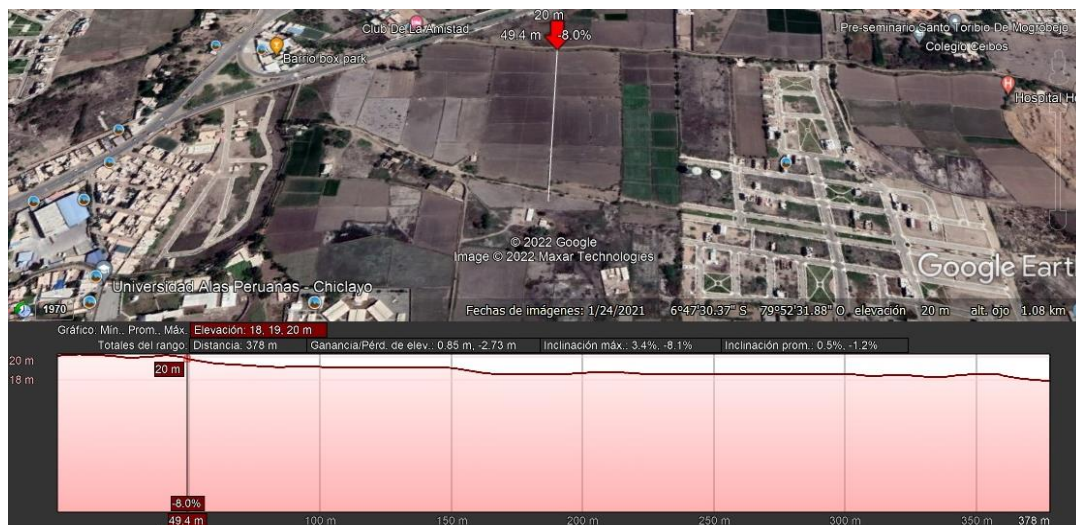 20 m
49.4 m -8.0%
Club De La Amistad
Pre-seminario Santo Toribio De Mogrobejo
Barrio box park
Colegio Ceibos
Hospital He
© 2022 Google
Image © 2022 Maxar Technologies
Google Eart
Universidad Alas Peruanas - Chiclayo
1970
Fechas de imágenes: 1/24/2021 6°47'30.37" S 79°52'31.88" O elevación 20 m alt. ojo 1.08 km
Gráfico: Mín., Prom., Máx. Elevación: 18, 19, 20 m
Totales del rango: Distancia: 378 m Ganancia/Pérd. de elev.: 0.85 m, -2.73 m Inclinación máx.: 3.4%, -8.1% Inclinación prom.: 0.5%, -1.2%
20 m
20 m
18 m
-8.0%
49.4 m 100 m 150 m 200 m 250 m 300 m 350 m 378 m